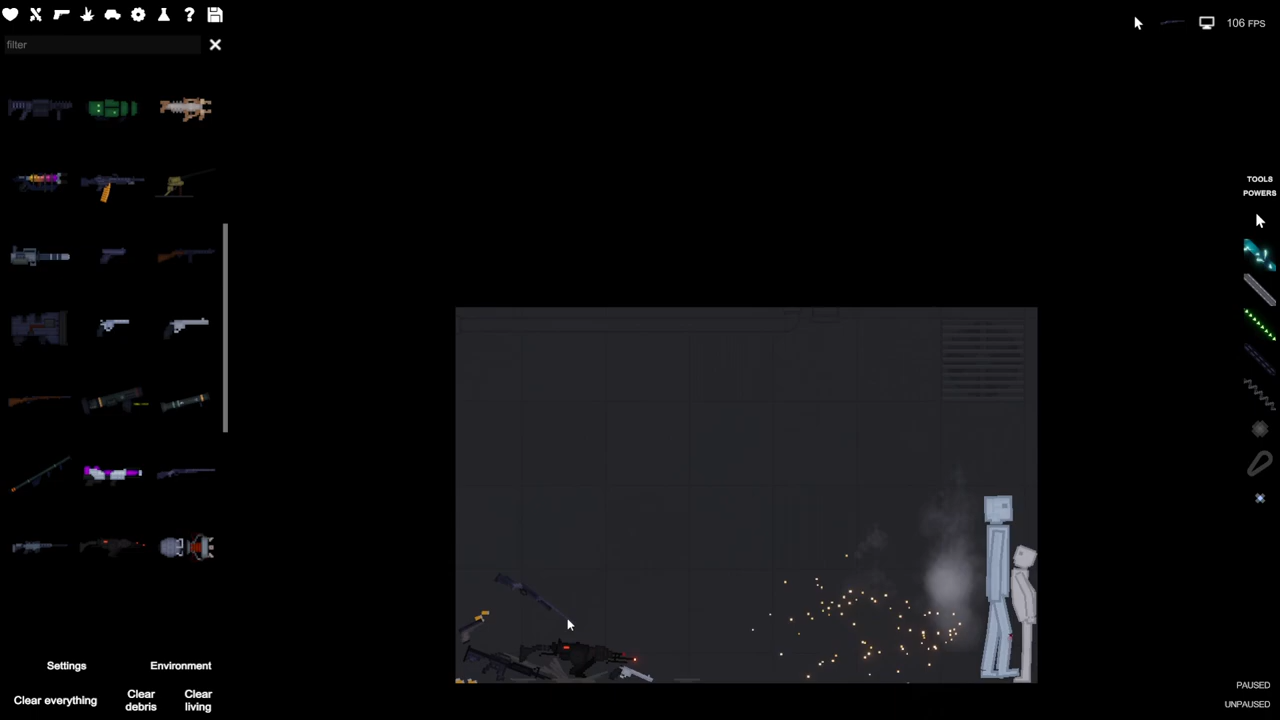 106 FPS
filter
TOOLS
POWERS
Settings
Environment
Clear everything
Clear
debris
Clear
living
PAUSED
UNPAUSED